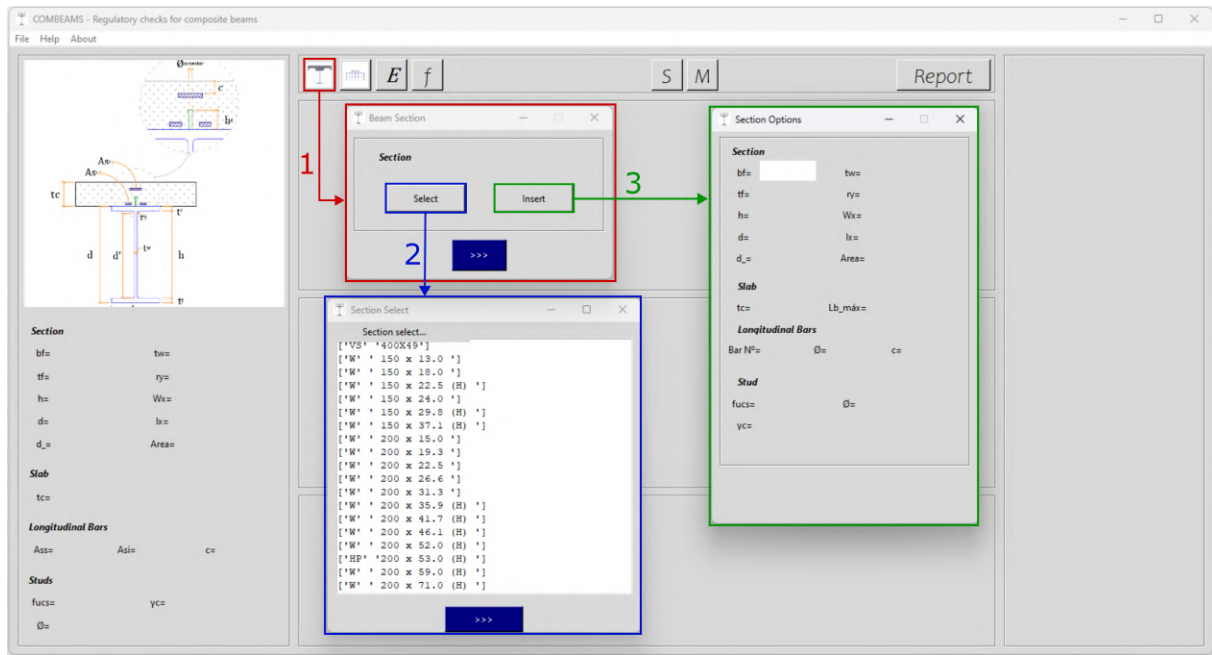 COMBEAMS - Regulatory checks for composite beams
File Help About
Ø
c
As
As
tc
d
d'
tw
h
E f
S M
Report
1
Beam Section
Section
Select
Insert
>>>
2
3
Section Select
Section select...
['VS' '400X49']
['W' ' 150 x 13.0 ']
['W' ' 150 x 18.0 ']
['W' ' 150 x 22.5 (H) ']
['W' ' 150 x 24.0 ']
['W' ' 150 x 29.8 (H) ']
['W' ' 150 x 37.1 (H) ']
['W' ' 200 x 15.0 ']
['W' ' 200 x 19.3 ']
['W' ' 200 x 22.5 ']
['W' ' 200 x 26.6 ']
['W' ' 200 x 31.3 ']
['W' ' 200 x 35.9 (H) ']
['W' ' 200 x 41.7 (H) ']
['W' ' 200 x 46.1 (H) ']
['W' ' 200 x 52.0 (H) ']
['HP' '200 x 53.0 (H) ']
['W' ' 200 x 59.0 (H) ']
['W' ' 200 x 71.0 (H) ']
>>>
Section Options
Section
bf= tw=
tf= ry=
h= Wx=
d= Ix=
d_= Area=
Slab
tc= Lb_máx=
Longitudinal Bars
Bar Nº= Ø= c=
Stud
fucs= Ø=
γc=
Section
bf= tw=
tf= ry=
h= Wx=
d= Ix=
d_= Area=
Slab
tc=
Longitudinal Bars
Ass= Asi= c=
Studs
fucs= γc=
Ø=